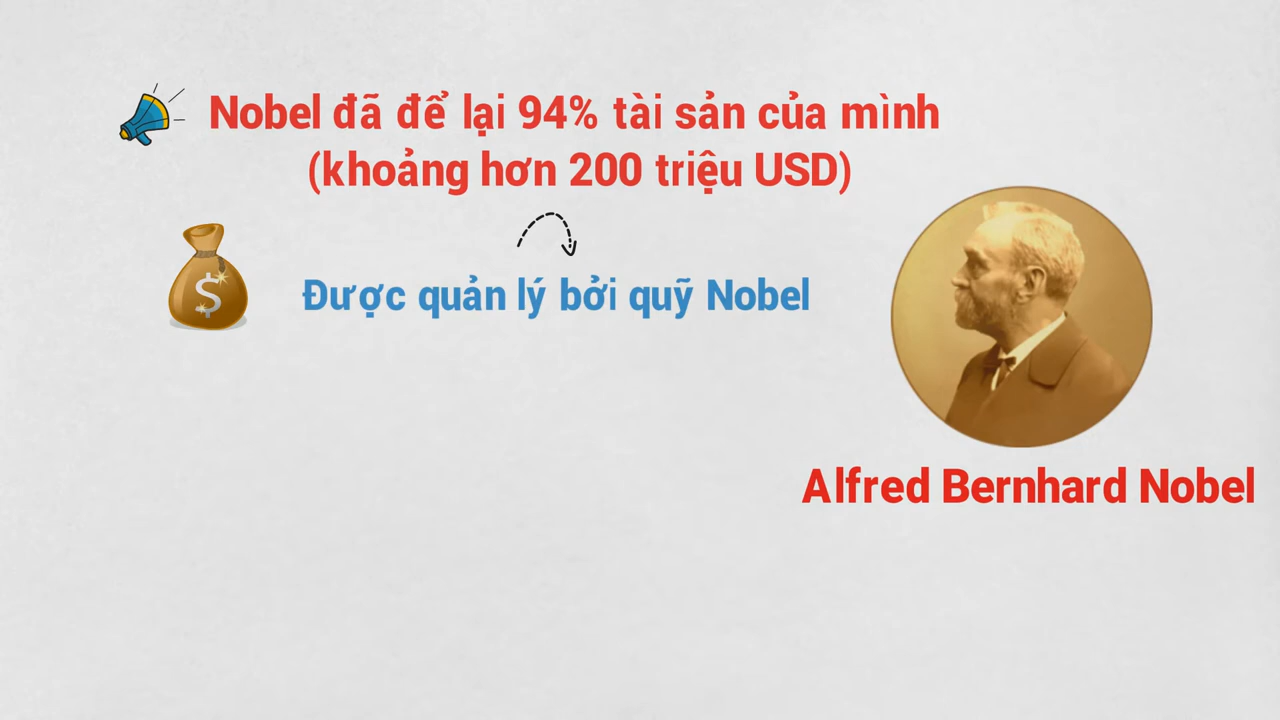 Nobel đã để lại 94% tài sản của mình
(khoảng hơn 200 triệu USD)
$
Được quản lý bởi quỹ Nobel
Alfred Bernhard Nobel